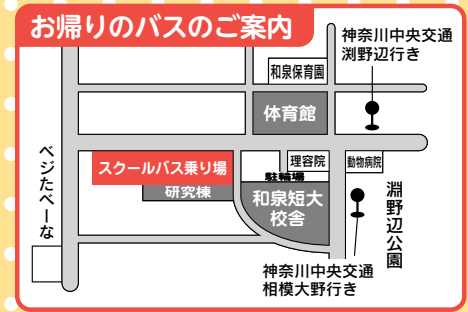 お帰りのバスのご案内
神奈川中央交通
渕野辺行き
和泉保育園
体育館
スクールバス乗り場
理容院
動物病院
駐輪場
研究棟
和泉短大
校舎
ベジたべーな
淵野辺公園
神奈川中央交通
相模大野行き